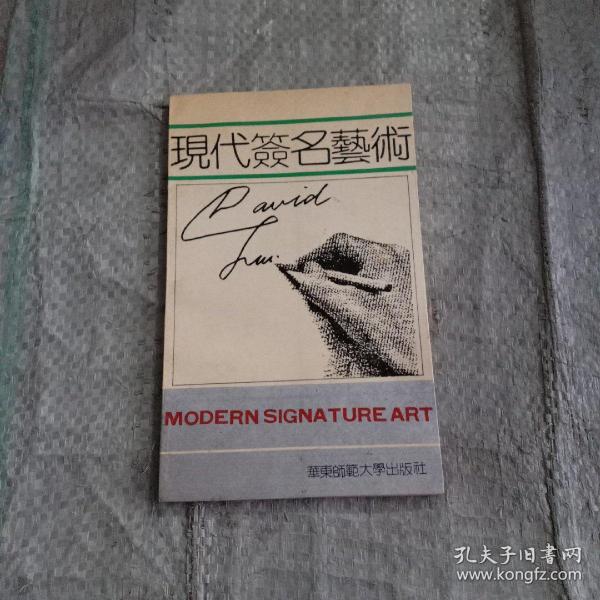 現代簽名藝術
David
MODERN SIGNATURE ART
華東師範大學出版社
孔夫子旧书网
www.kongfz.com